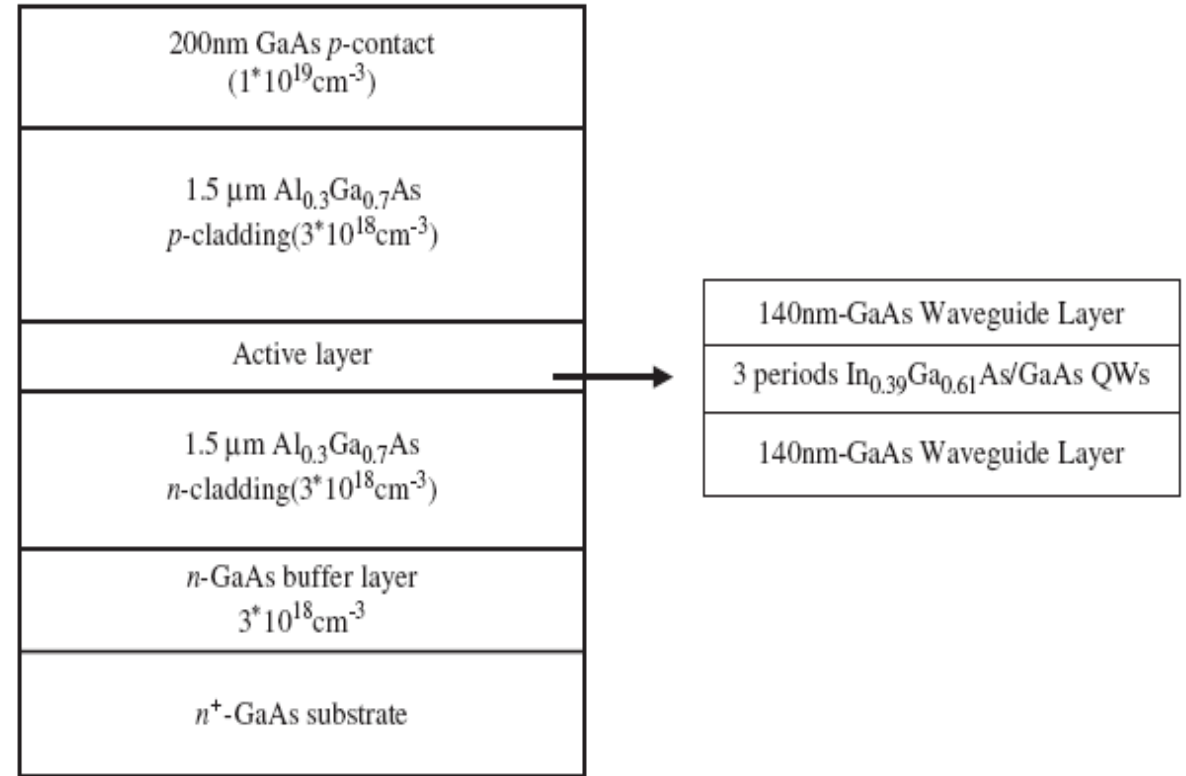 200nm GaAs p-contact
(1*10^19cm^-3)
1.5 μm Al0.3Ga0.7As
p-cladding(3*10^18cm^-3)
Active layer
1.5 μm Al0.3Ga0.7As
n-cladding(3*10^18cm^-3)
n-GaAs buffer layer
3*10^18cm^-3
n^+-GaAs substrate
140nm-GaAs Waveguide Layer
3 periods In0.39Ga0.61As/GaAs QWs
140nm-GaAs Waveguide Layer